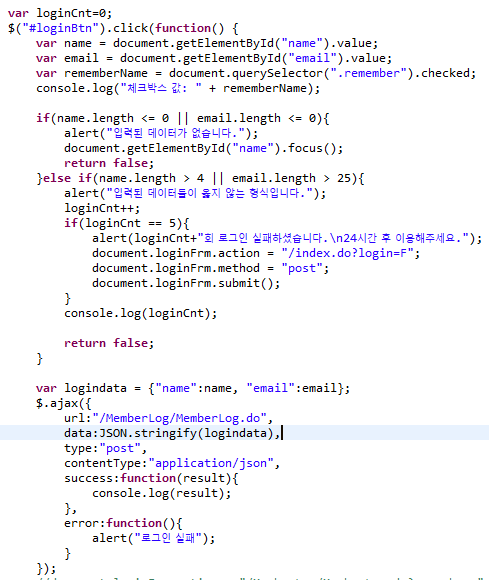 var loginCnt=0;
$("#loginBtn").click(function() {
    var name = document.getElementById("name").value;
    var email = document.getElementById("email").value;
    var rememberName = document.querySelector(".remember").checked;
    console.log("체크박스 값: " + rememberName);

    if(name.length <= 0 || email.length <= 0){
        alert("입력된 데이터가 없습니다.");
        document.getElementById("name").focus();
        return false;
    }else if(name.length > 4 || email.length > 25){
        alert("입력된 데이터들이 옳지 않는 형식입니다.");
        loginCnt++;
        if(loginCnt == 5){
            alert(loginCnt+"회 로그인 실패하셨습니다.\n24시간 후 이용해주세요.");
            document.loginFrm.action = "/index.do?login=F";
            document.loginFrm.method = "post";
            document.loginFrm.submit();
        }
        console.log(loginCnt);

        return false;
    }

    var logindata = {"name":name, "email":email};
    $.ajax({
        url:"/MemberLog/MemberLog.do",
        data:JSON.stringify(logindata),
        type:"post",
        contentType:"application/json",
        success:function(result){
            console.log(result);
        },
        error:function(){
            alert("로그인 실패");
        }
    });